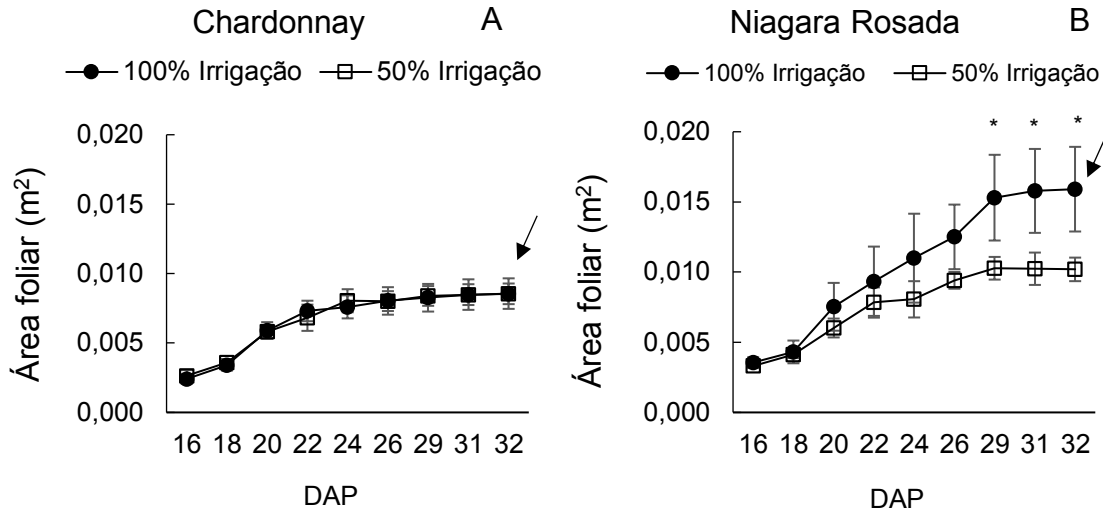 Chardonnay A
100% Irrigação 50% Irrigação
0,020
0,015
0,010
0,005
0,000
Área foliar (m²)
16 18 20 22 24 26 29 31 32
DAP
Niagara Rosada B
100% Irrigação 50% Irrigação
* * *
0,020
0,015
0,010
0,005
0,000
Área foliar (m²)
16 18 20 22 24 26 29 31 32
DAP